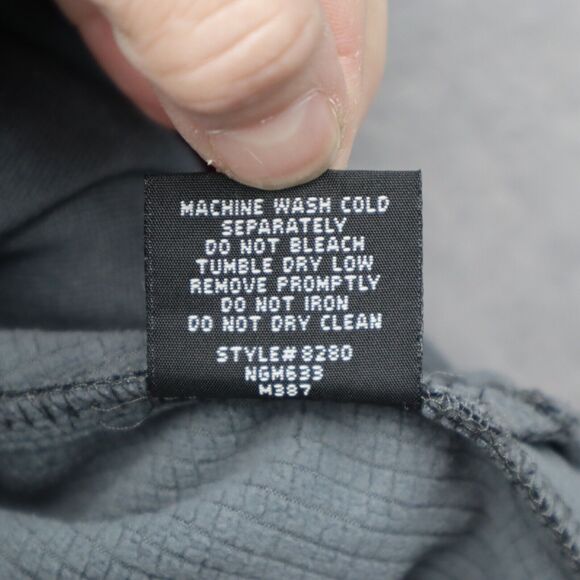 MACHINE WASH COLD
SEPARATELY
DO NOT BLEACH
TUMBLE DRY LOW
REMOVE PROMPTLY
DO NOT IRON
DO NOT DRY CLEAN
STYLE#8280
NGM633
M387